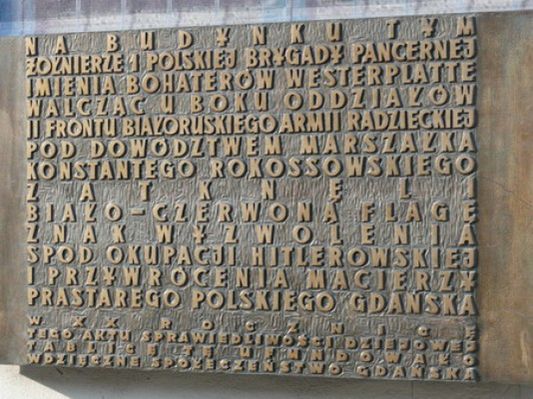 NA BUDYNKU TYM
ŻOŁNIERZE 1 POLSKIEJ BRYGADY PANCERNEJ
IMIENIA BOHATERÓW WESTERPLATTE
WALCZĄC U BOKU ODDZIAŁÓW
II FRONTU BIAŁORUSKIEGO ARMII RADZIECKIEJ
POD DOWÓDZTWEM MARSZAŁKA
KONSTANTEGO ROKOSSOWSKIEGO
ZATKNĘLI
BIAŁO-CZERWONĄ FLAGĘ
ZNAK WYZWOLENIA
SPOD OKUPACJI HITLEROWSKIEJ
I PRZYWRÓCENIA MACIERZY
PRASTAREGO POLSKIEGO GDAŃSKA
W XX ROCZNICĘ
TEGO AKTU SPRAWIEDLIWOŚCI DZIEJOWEJ
TABLICĘ TĘ UFUNDOWAŁO
WDZIĘCZNE SPOŁECZEŃSTWO GDAŃSKA